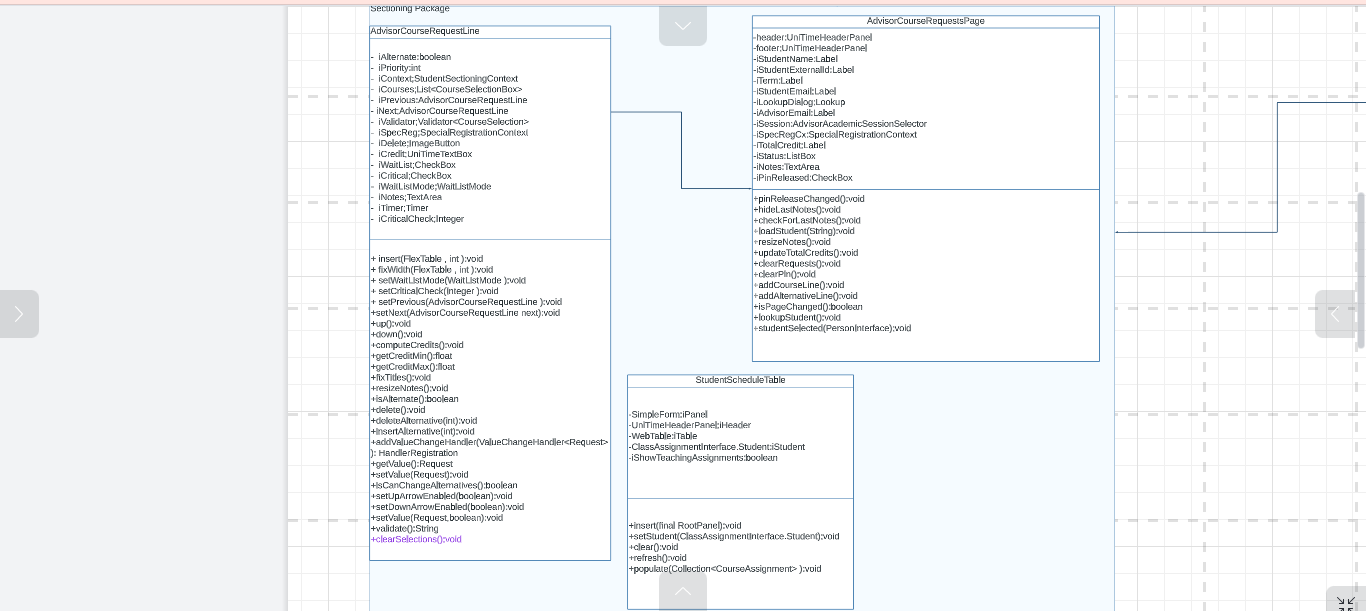 Sectioning Package
AdvisorCourseRequestLine
- iAlternate:boolean
- iPriority:int
- iContext;StudentSectioningContext
- iCourses;List<CourseSelectionBox>
- iPrevious:AdvisorCourseRequestLine
- iNext;AdvisorCourseRequestLine
- iValidator;Validator<CourseSelection>
- iSpecReg;SpecialRegistrationContext
- iDelete;ImageButton
- iCredit;UniTimeTextBox
- iWaitList;CheckBox
- iCritical;CheckBox
- iWaitListMode;WaitListMode
- iNotes;TextArea
- iTimer;Timer
- iCriticalCheck;Integer
+ insert(FlexTable , int ):void
+ fixWidth(FlexTable , int ):void
+ setWaitListMode(WaitListMode ):void
+ setCriticalCheck(Integer ):void
+ setPrevious(AdvisorCourseRequestLine ):void
+setNext(AdvisorCourseRequestLine next):void
+up():void
+down():void
+computeCredits():void
+getCreditMin():float
+getCreditMax():float
+fixTitles():void
+resizeNotes():void
+isAlternate():boolean
+delete():void
+deleteAlternative(int):void
+insertAlternative(int):void
+addValueChangeHandler(ValueChangeHandler<Request>
): HandlerRegistration
+getValue():Request
+setValue(Request):void
+isCanChangeAlternatives():boolean
+setUpArrowEnabled(boolean):void
+setDownArrowEnabled(boolean):void
+setValue(Request,boolean):void
+validate():String
+clearSelections():void
AdvisorCourseRequestsPage
-header:UniTimeHeaderPanel
-footer:UniTimeHeaderPanel
-iStudentName:Label
-iStudentExternalId:Label
-iTerm:Label
-iStudentEmail:Label
-iLookupDialog:Lookup
-iAdvisorEmail:Label
-iSession:AdvisorAcademicSessionSelector
-iSpecRegCx:SpecialRegistrationContext
-iTotalCredit:Label
-iStatus:ListBox
-iNotes:TextArea
-iPinReleased:CheckBox
+pinReleaseChanged():void
+hideLastNotes():void
+checkForLastNotes():void
+loadStudent(String):void
+resizeNotes():void
+updateTotalCredits():void
+clearRequests():void
+clearPin():void
+addCourseLine():void
+addAlternativeLine():void
+isPageChanged():boolean
+lookupStudent():void
+studentSelected(PersonInterface):void
StudentScheduleTable
-SimpleForm:iPanel
-UniTimeHeaderPanel:iHeader
-WebTable:iTable
-ClassAssignmentInterface.Student:iStudent
-iShowTeachingAssignments:boolean
+insert(final RootPanel):void
+setStudent(ClassAssignmentInterface.Student):void
+clear():void
+refresh():void
+populate(Collection<CourseAssignment> ):void